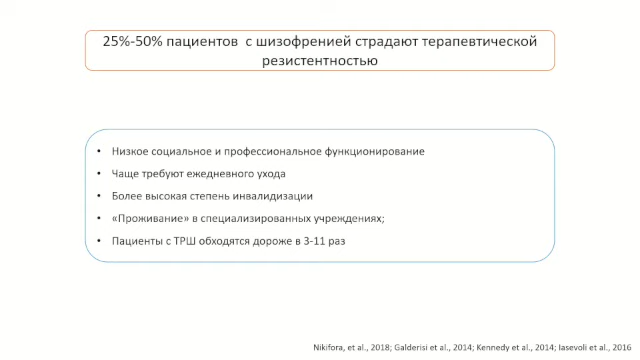 25%-50% пациентов с шизофренией страдают терапевтической
резистентностью
• Низкое социальное и профессиональное функционирование
• Чаще требуют ежедневного ухода
• Более высокая степень инвалидизации
• «Проживание» в специализированных учреждениях;
• Пациенты с ТРШ обходятся дороже в 3-11 раз
Nikifora, et al., 2018; Galderisi et al., 2014; Kennedy et al., 2014; Iasevoli et al., 2016